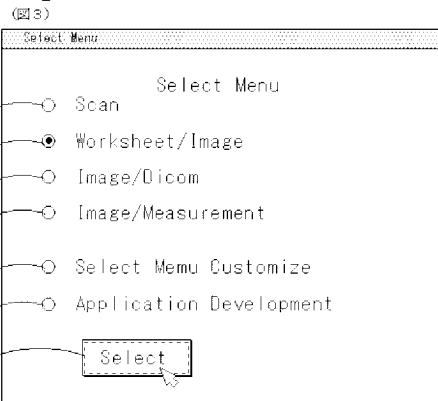 (図3)
Select Menu
Select Menu
Scan
Worksheet/Image
Image/Dicom
Image/Measurement
Select Memu Customize
Application Development
Select